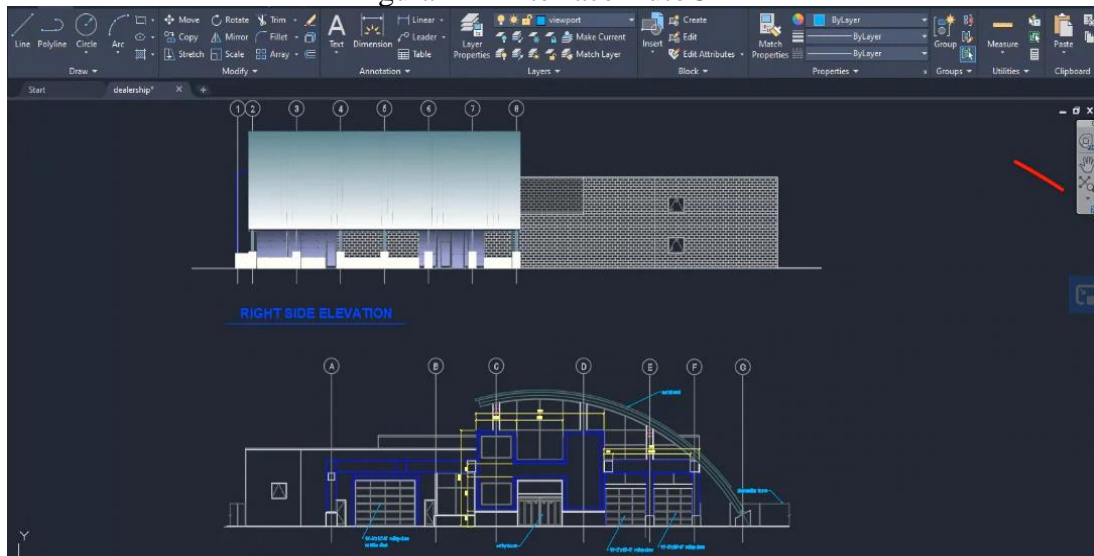 Line Polyline Circle Arc
Move Rotate Trim
Copy Mirror Fillet
Stretch Scale Array
Text Dimension
Linear
Leader
Table
Layer Properties
viewport
Make Current
Match Layer
Insert
Create
Edit
Edit Attributes
Match Properties
ByLayer
ByLayer
ByLayer
Group
Measure
Paste
Draw Modify Annotation Layers Block Properties Groups Utilities Clipboard
Start dealership* X +
1 2 3 4 5 6 7 8
RIGHT SIDE ELEVATION
A B C D E F G
Y